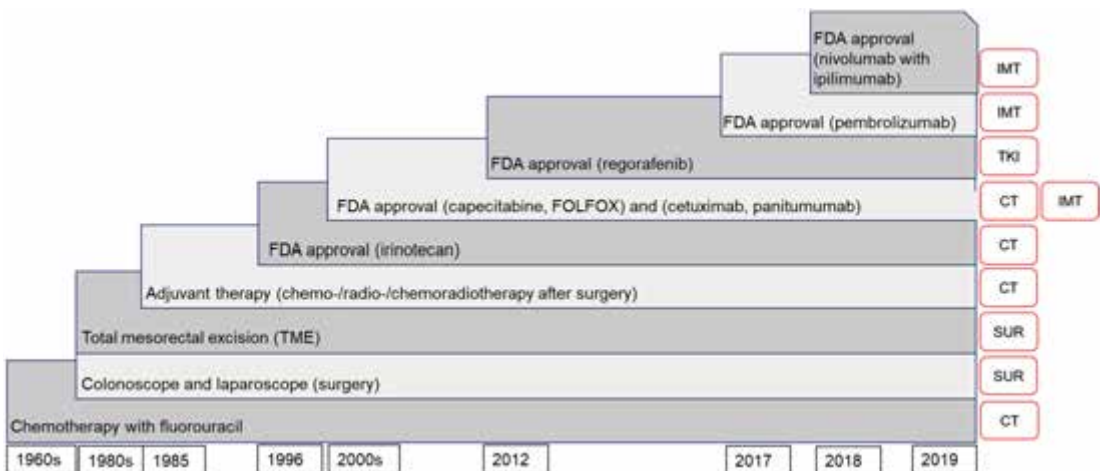 FDA approval
(nivolumab with
ipilimumab)
IMT
FDA approval (pembrolizumab)
IMT
FDA approval (regorafenib)
TKI
FDA approval (capecitabine, FOLFOX) and (cetuximab, panitumumab)
CT
IMT
FDA approval (irinotecan)
CT
Adjuvant therapy (chemo-/radio-/chemoradiotherapy after surgery)
CT
Total mesorectal excision (TME)
SUR
Colonoscope and laparoscope (surgery)
SUR
Chemotherapy with fluorouracil
CT
1960s
1980s
1985
1996
2000s
2012
2017
2018
2019